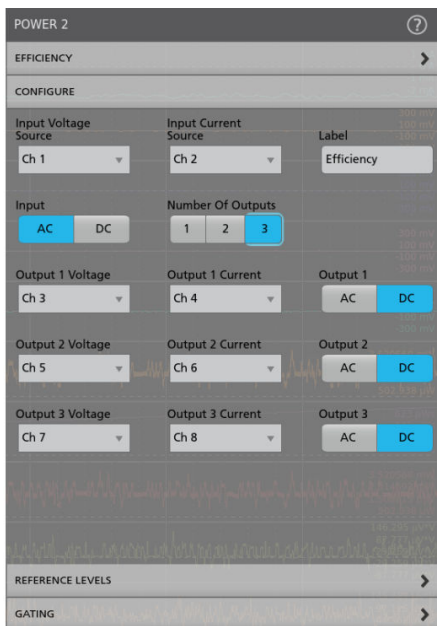 POWER 2 ?
EFFICIENCY
CONFIGURE
Input Voltage Source
Input Current Source
Label
Ch 1
Ch 2
Efficiency
Input
Number Of Outputs
AC DC
1 2 3
Output 1 Voltage
Output 1 Current
Output 1
Ch 3
Ch 4
AC DC
Output 2 Voltage
Output 2 Current
Output 2
Ch 5
Ch 6
AC DC
Output 3 Voltage
Output 3 Current
Output 3
Ch 7
Ch 8
AC DC
REFERENCE LEVELS
GATING